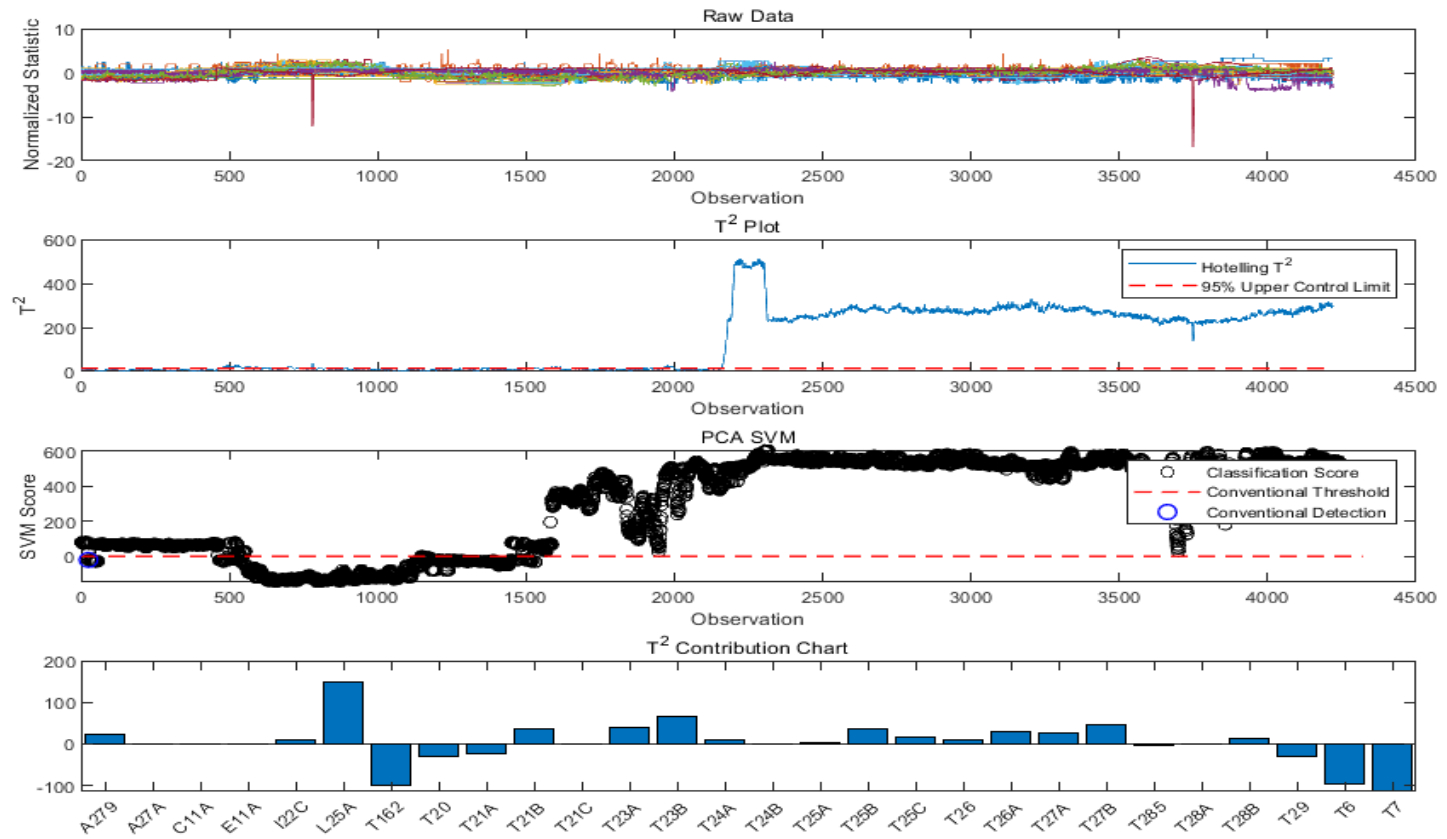 Raw Data
Normalized Statistic
10
0
-10
-20
0 500 1000 1500 2000 2500 3000 3500 4000 4500
Observation
T² Plot
T²
600
400
200
0
Hotelling T²
95% Upper Control Limit
0 500 1000 1500 2000 2500 3000 3500 4000 4500
Observation
PCA SVM
SVM Score
600
400
200
0
Classification Score
Conventional Threshold
Conventional Detection
0 500 1000 1500 2000 2500 3000 3500 4000 4500
Observation
T² Contribution Chart
200
100
0
-100
A279 A27A C11A E11A I22C L25A T162 T20 T21A T21B T21C T23A T23B T24A T24B T25A T25B T25C T26 T26A T27A T27B T285 T28A T28B T29 T6 T7